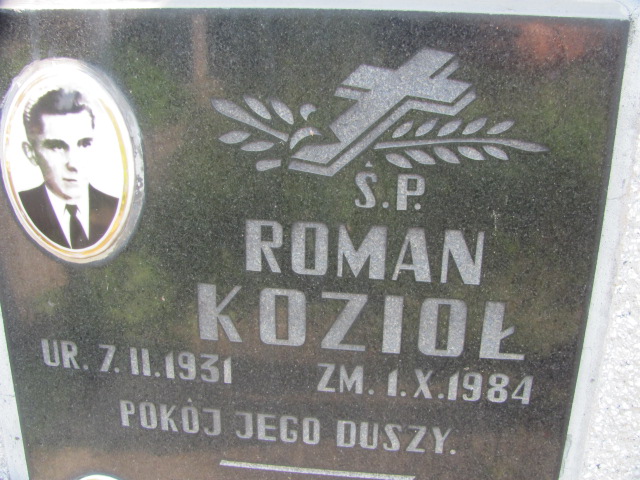 Ś.P.
ROMAN
KOZIOŁ
UR. 7.II.1931 ZM. 1.X.1984
POKÓJ JEGO DUSZY.